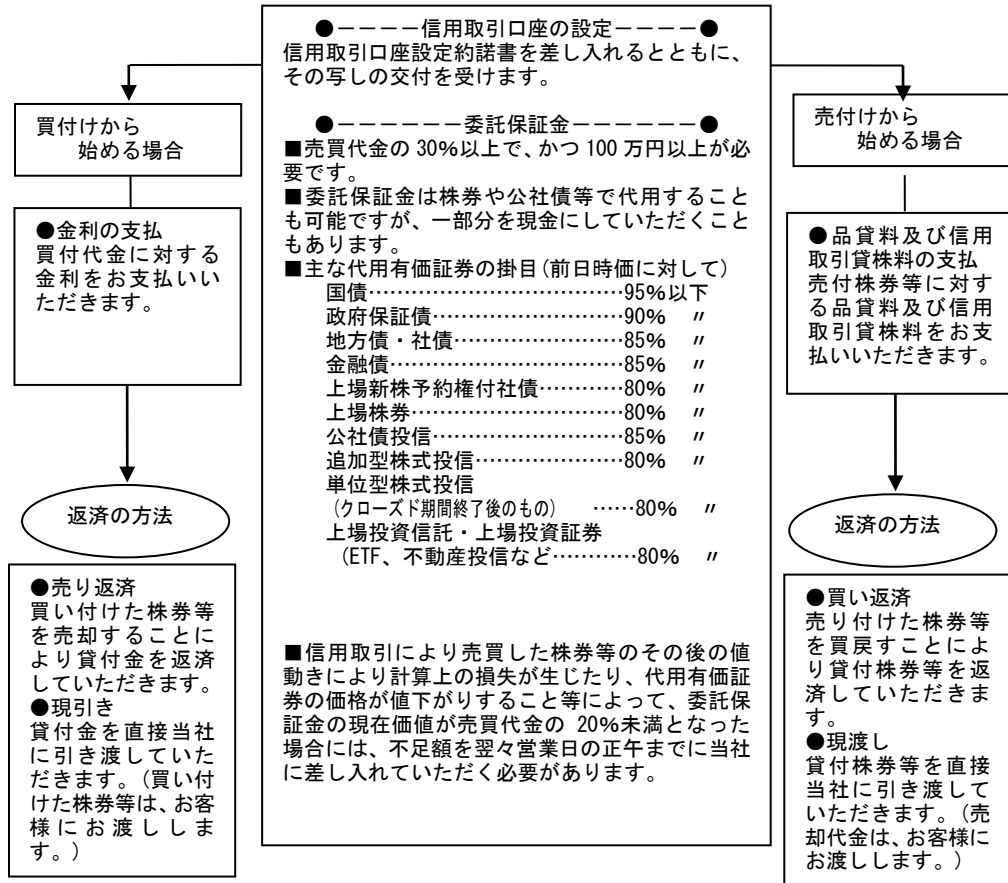 ●－－－－信用取引口座の設定－－－－●
信用取引口座設定約諾書を差し入れるとともに、
その写しの交付を受けます。
●－－－－－－委託保証金－－－－－－●
■売買代金の30％以上で、かつ100万円以上が必
要です。
■委託保証金は株券や公社債等で代用すること
も可能ですが、一部分を現金にしていただくこと
もあります。
■主な代用有価証券の掛目(前日時価に対して)
国債………………………………95％以下
政府保証債………………………90％　〃
地方債・社債……………………85％　〃
金融債……………………………85％　〃
上場新株予約権付社債…………80％　〃
上場株券…………………………80％　〃
公社債投信………………………85％　〃
追加型株式投信…………………80％　〃
単位型株式投信
(クローズド期間終了後のもの)　……80％　〃
上場投資信託・上場投資証券
(ETF、不動産投信など…………80％　〃
■信用取引により売買した株券等のその後の値
動きにより計算上の損失が生じたり、代用有価証
券の価格が値下がりすること等によって、委託保
証金の現在価値が売買代金の 20％未満となった
場合には、不足額を翌々営業日の正午までに当社
に差し入れていただく必要があります。
買付けから
始める場合
●金利の支払
買付代金に対する
金利をお支払いい
ただきます。
返済の方法
●売り返済
買い付けた株券等
を売却することに
より貸付金を返済
していただきます。
●現引き
貸付金を直接当社
に引き渡していた
だきます。(買い付
けた株券等は、お客
様にお渡ししま
す。)
売付けから
始める場合
●品貸料及び信用
取引貸株料の支払
売付株券等に対す
る品貸料及び信用
取引貸株料をお支
払いいただきます。
返済の方法
●買い返済
売り付けた株券等
を買戻すことによ
り貸付株券等を返
済していただきま
す。
●現渡し
貸付株券等を直接
当社に引き渡して
いただきます。(売
却代金は、お客様に
お渡しします。)